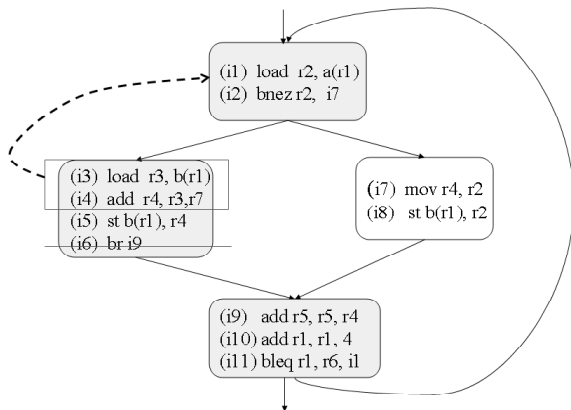 (i1) load r2, a(r1)
(i2) bnez r2, i7
(i3) load r3, b(r1)
(i4) add r4, r3,r7
(i5) st b(r1), r4
(i6) br i9
(i7) mov r4, r2
(i8) st b(r1), r2
(i9) add r5, r5, r4
(i10) add r1, r1, 4
(i11) bleq r1, r6, i1